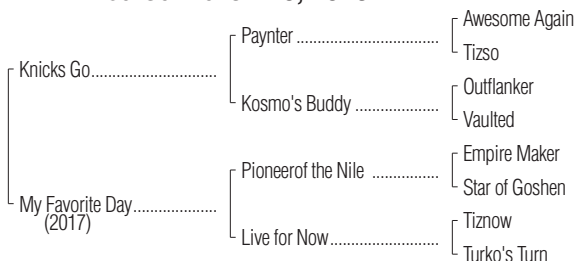 Awesome Again
Paynter
Tizso
Knicks Go
Outflanker
Kosmo's Buddy
Vaulted
Empire Maker
Pioneerof the Nile
Star of Goshen
My Favorite Day
(2017)
Tiznow
Live for Now
Turko's Turn